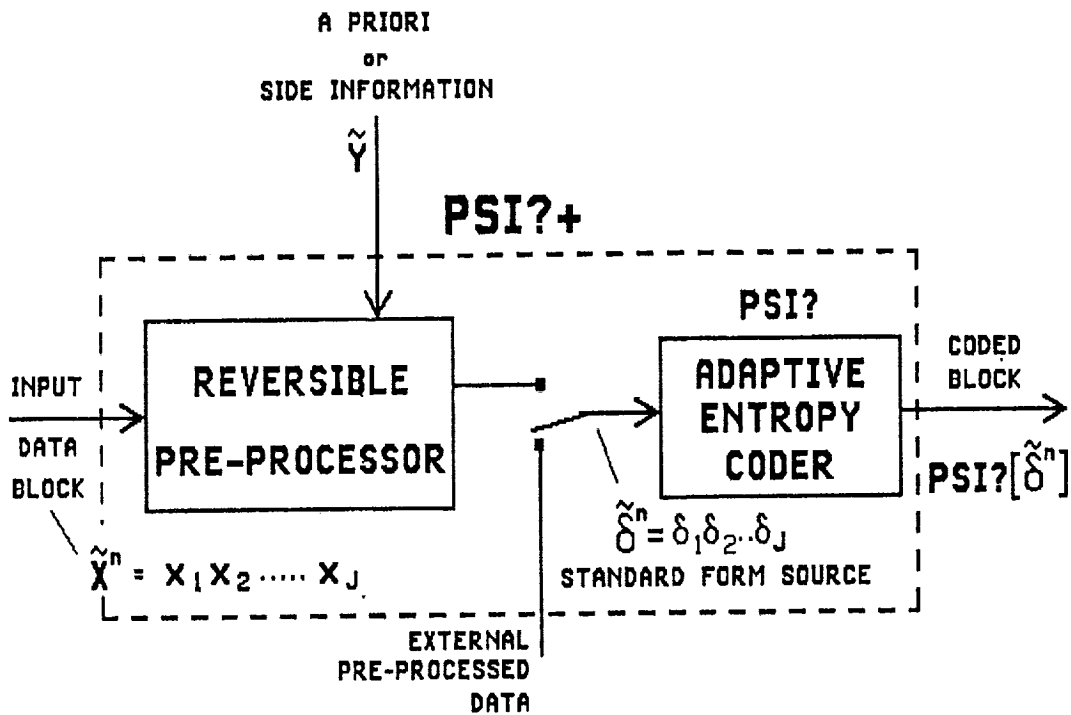 A PRIORI
or
SIDE INFORMATION
Ỹ
PSI?+
REVERSIBLE
PRE-PROCESSOR
PSI?
ADAPTIVE
ENTROPY
CODER
INPUT
DATA
BLOCK
CODED
BLOCK
PSI?[δ̃ⁿ]
X̃ⁿ = X₁X₂.....X_J
δ̃ⁿ = δ₁δ₂..δ_J
STANDARD FORM SOURCE
EXTERNAL
PRE-PROCESSED
DATA